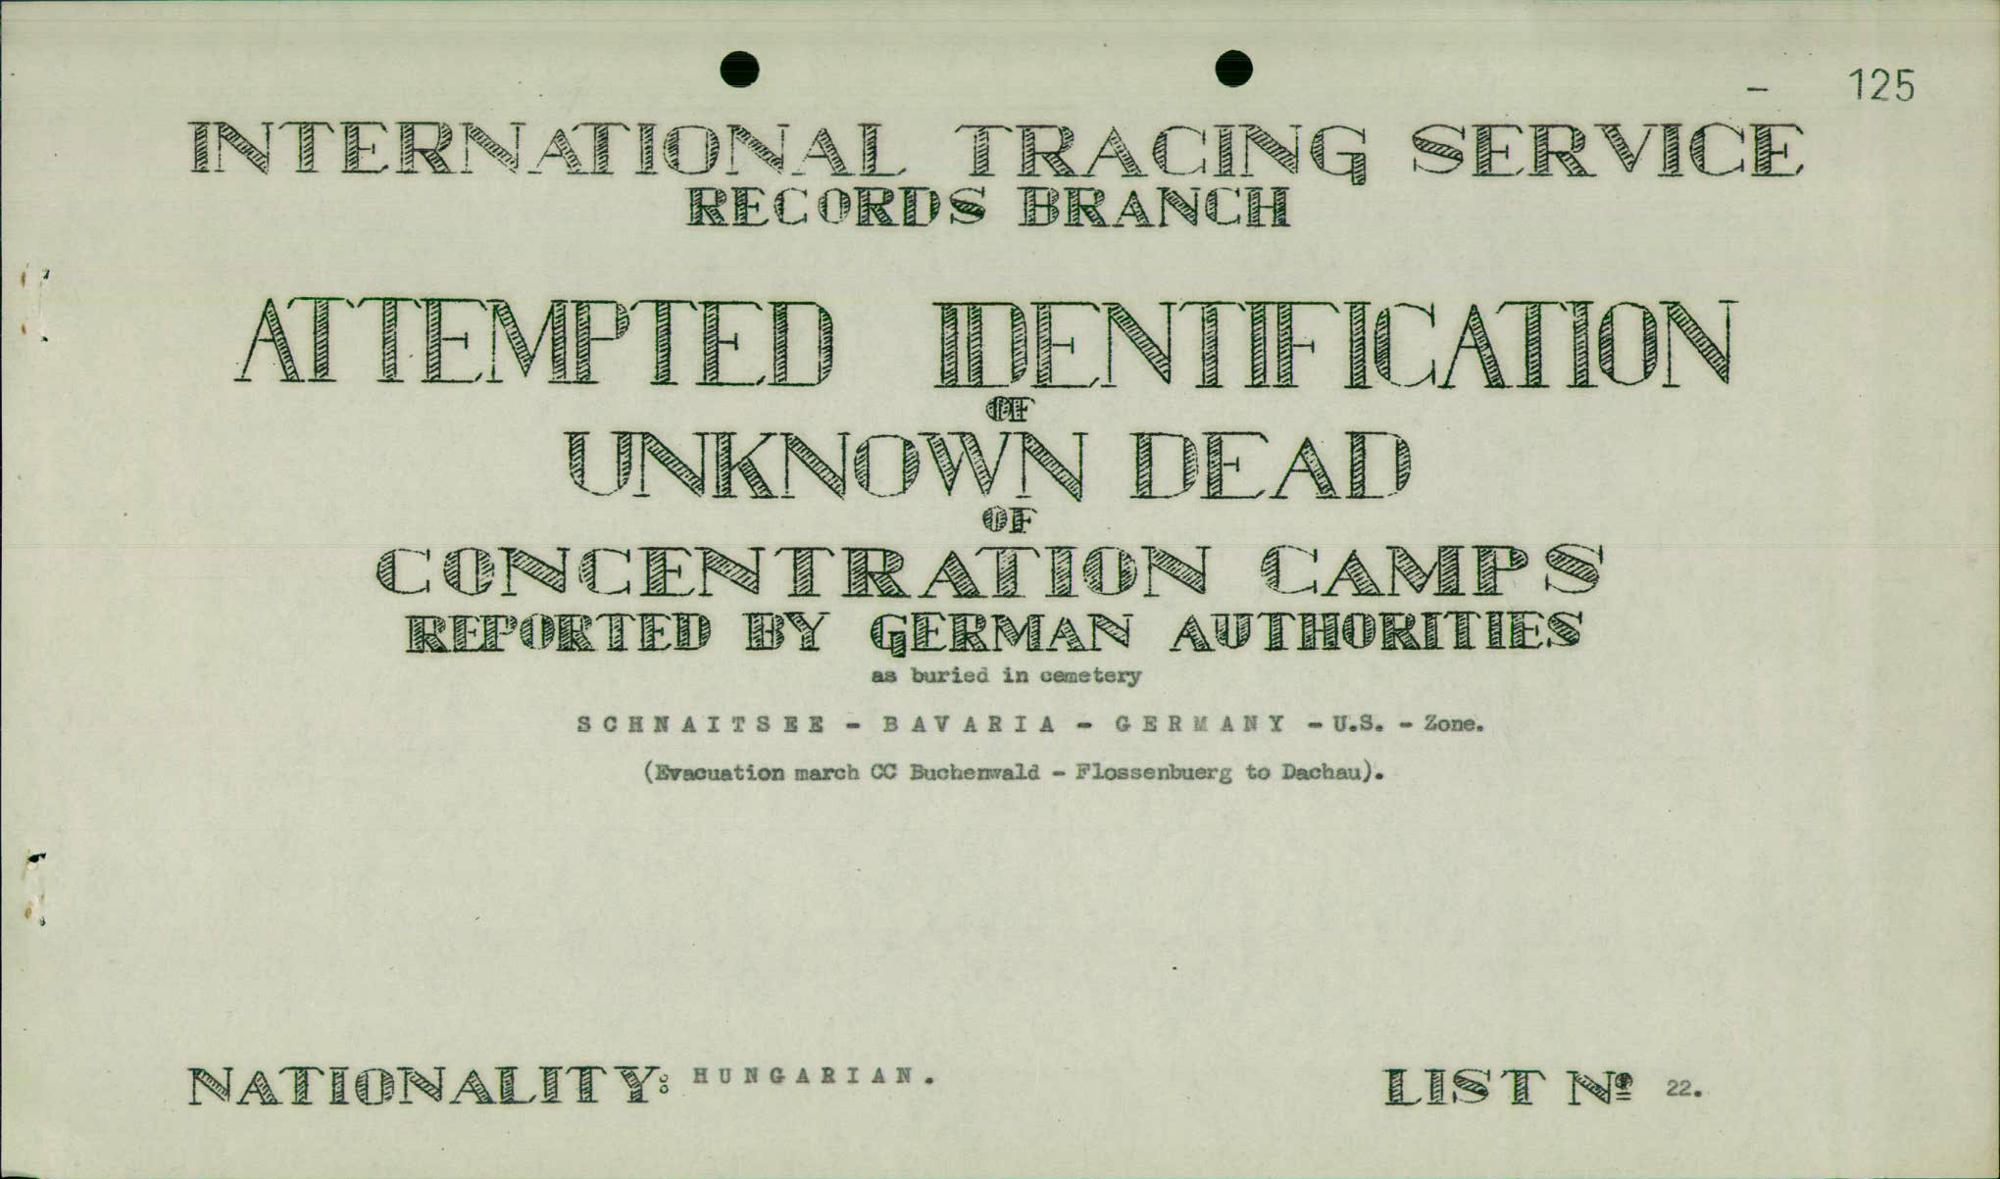 - 125
INTERNATIONAL TRACING SERVICE
RECORDS BRANCH
ATTEMPTED IDENTIFICATION
OF
UNKNOWN DEAD
OF
CONCENTRATION CAMPS
REPORTED BY GERMAN AUTHORITIES
as buried in cemetery
SCHNAITSEE - BAVARIA - GERMANY - U.S. - Zone.
(Evacuation march CC Buchenwald - Flossenbuerg to Dachau).
NATIONALITY: HUNGARIAN.
LIST Nº 22.